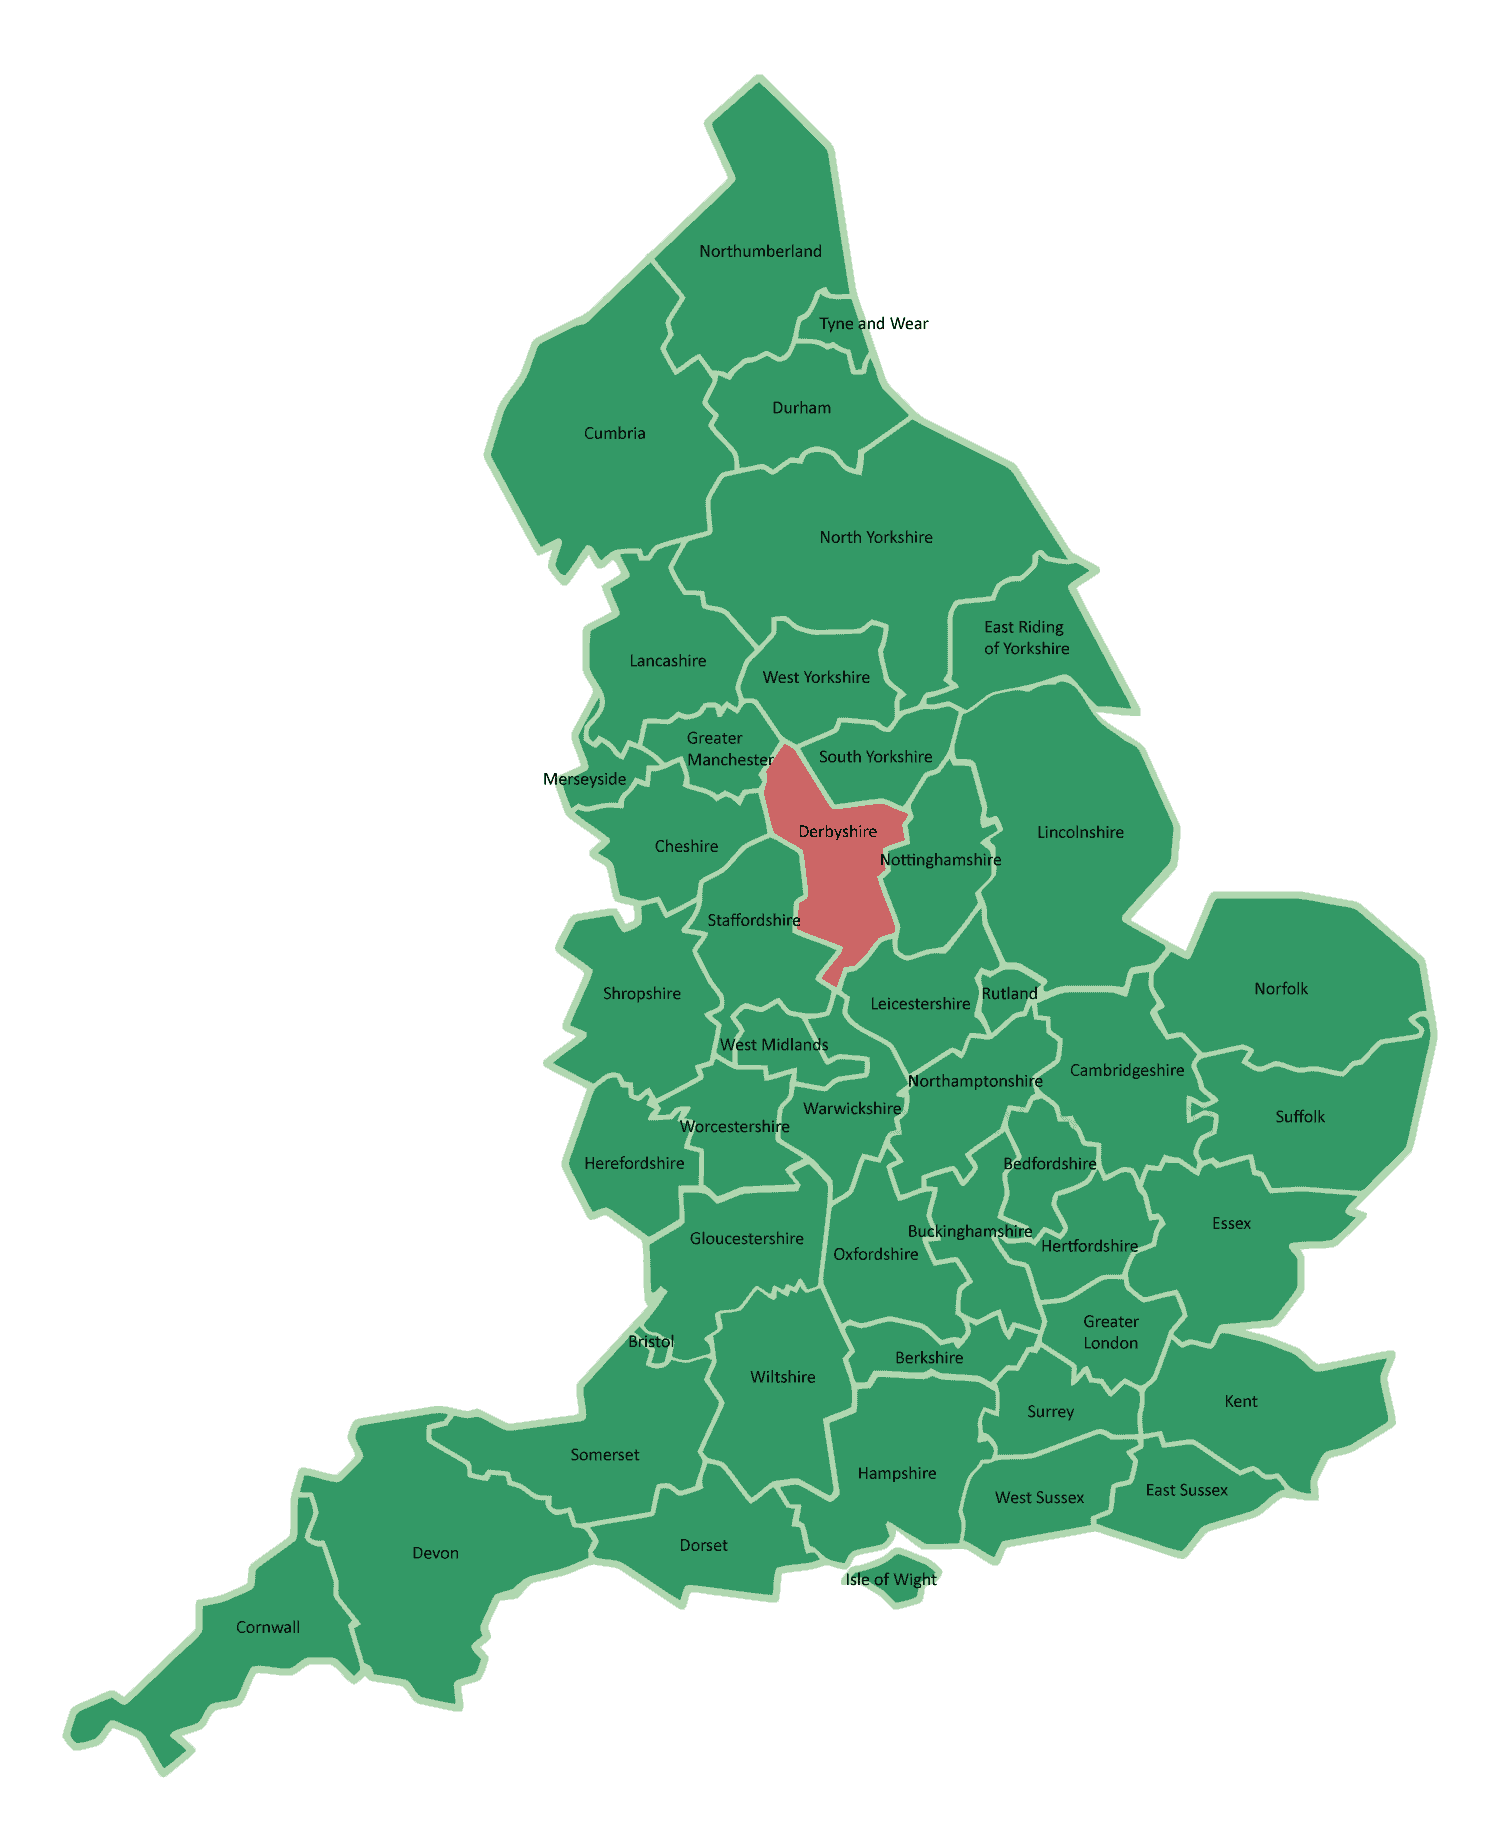 Northumberland
Tyne and Wear
Durham
Cumbria
North Yorkshire
East Riding
of Yorkshire
Lancashire
West Yorkshire
Greater
Manchester
South Yorkshire
Merseyside
Derbyshire
Lincolnshire
Cheshire
Nottinghamshire
Staffordshire
Shropshire
Leicestershire
Rutland
Norfolk
West Midlands
Northamptonshire
Cambridgeshire
Warwickshire
Suffolk
Worcestershire
Herefordshire
Bedfordshire
Gloucestershire
Oxfordshire
Buckinghamshire
Hertfordshire
Essex
Bristol
Greater
London
Berkshire
Wiltshire
Surrey
Kent
Somerset
Hampshire
West Sussex
East Sussex
Devon
Dorset
Isle of Wight
Cornwall